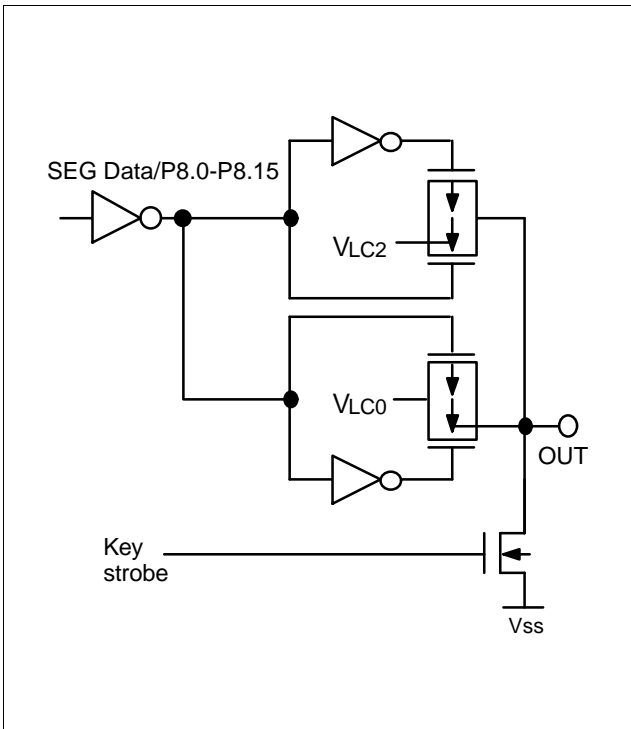 SEG Data/P8.0-P8.15
VLC2
VLC0
OUT
Key
strobe
Vss